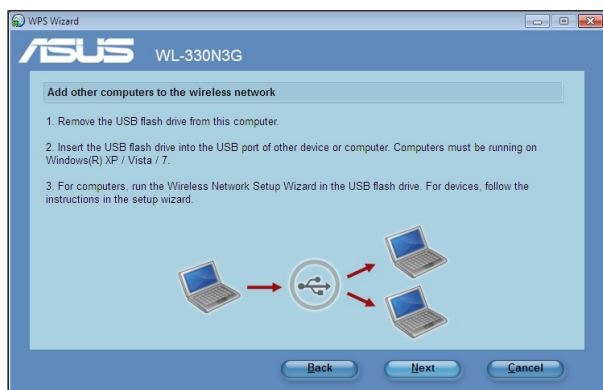 WPS Wizard
ASUS WL-330N3G
Add other computers to the wireless network
1. Remove the USB flash drive from this computer.
2. Insert the USB flash drive into the USB port of other device or computer. Computers must be running on
Windows(R) XP / Vista / 7.
3. For computers, run the Wireless Network Setup Wizard in the USB flash drive. For devices, follow the
instructions in the setup wizard.
Back Next Cancel